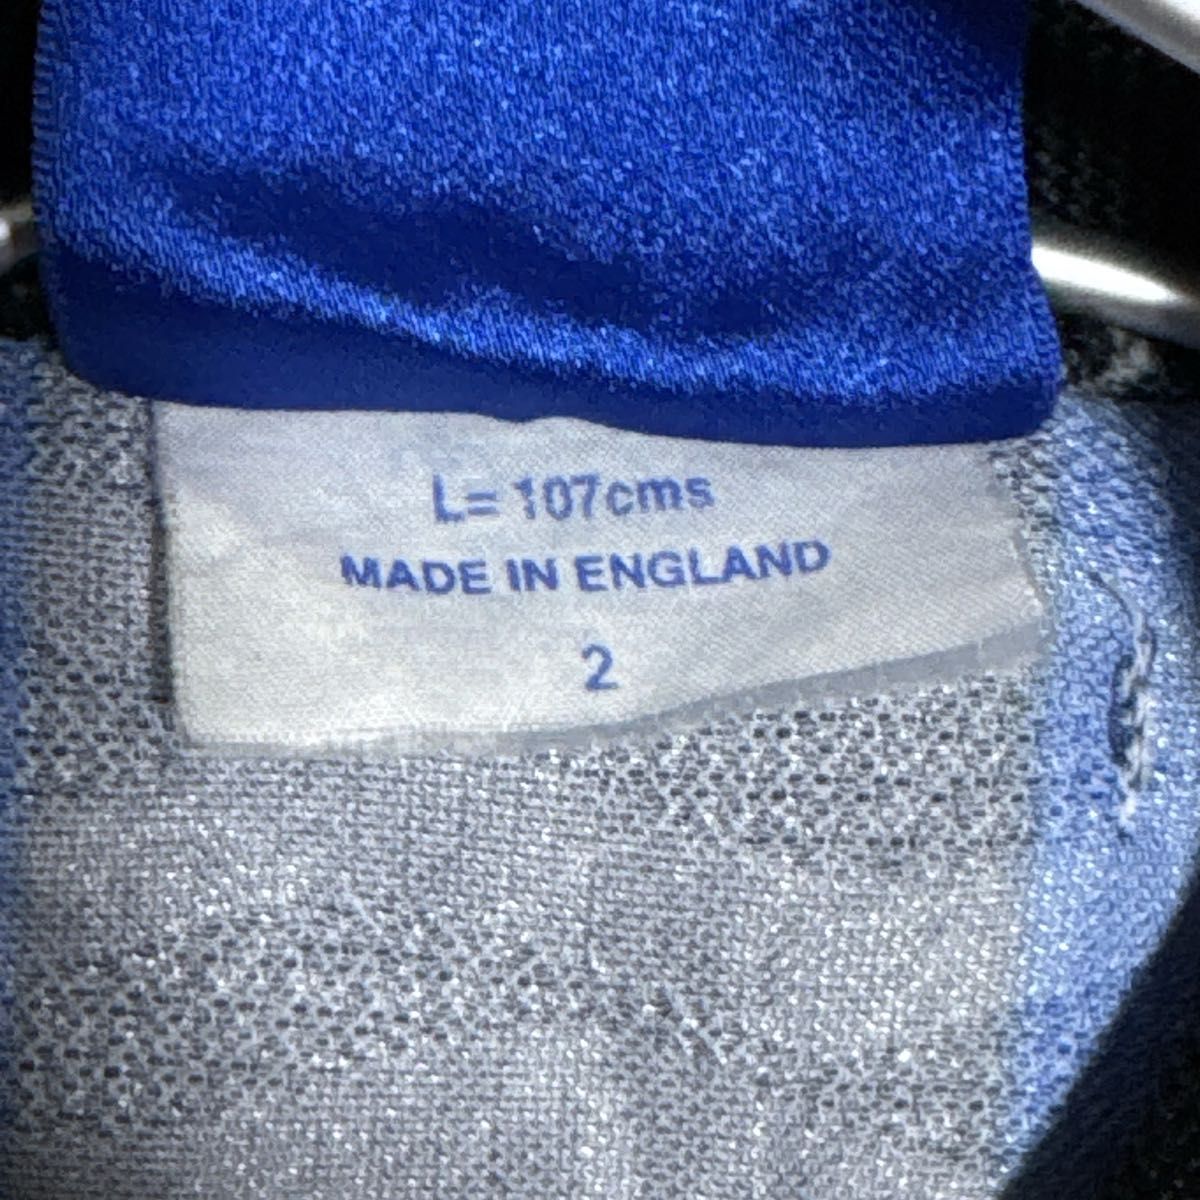 L= 107cms
MADE IN ENGLAND
2